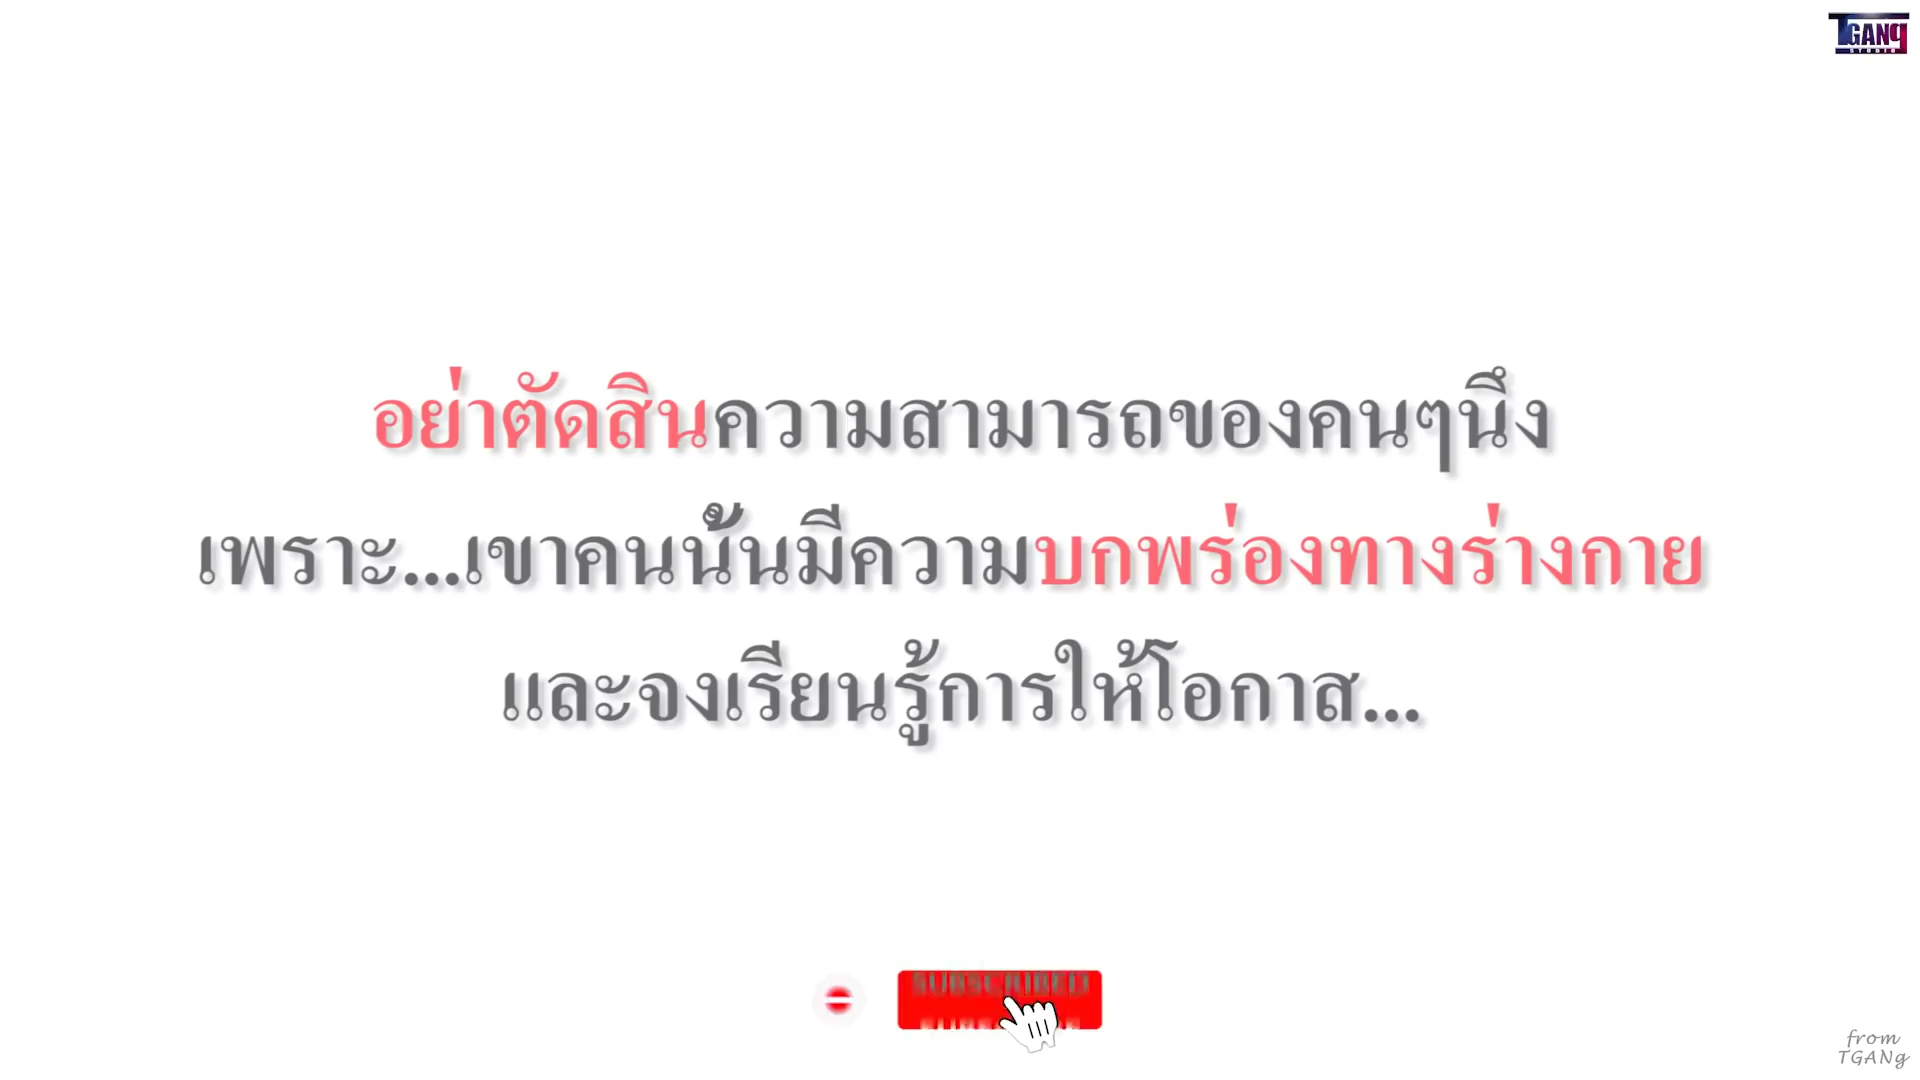 TGANg
STUDIO
อย่าตัดสินความสามารถของคนๆนึง
เพราะ...เขาคนนั้นมีความบกพร่องทางร่างกาย
และจงเรียนรู้การให้โอกาส...
SUBSCRIBED
from
TGANg